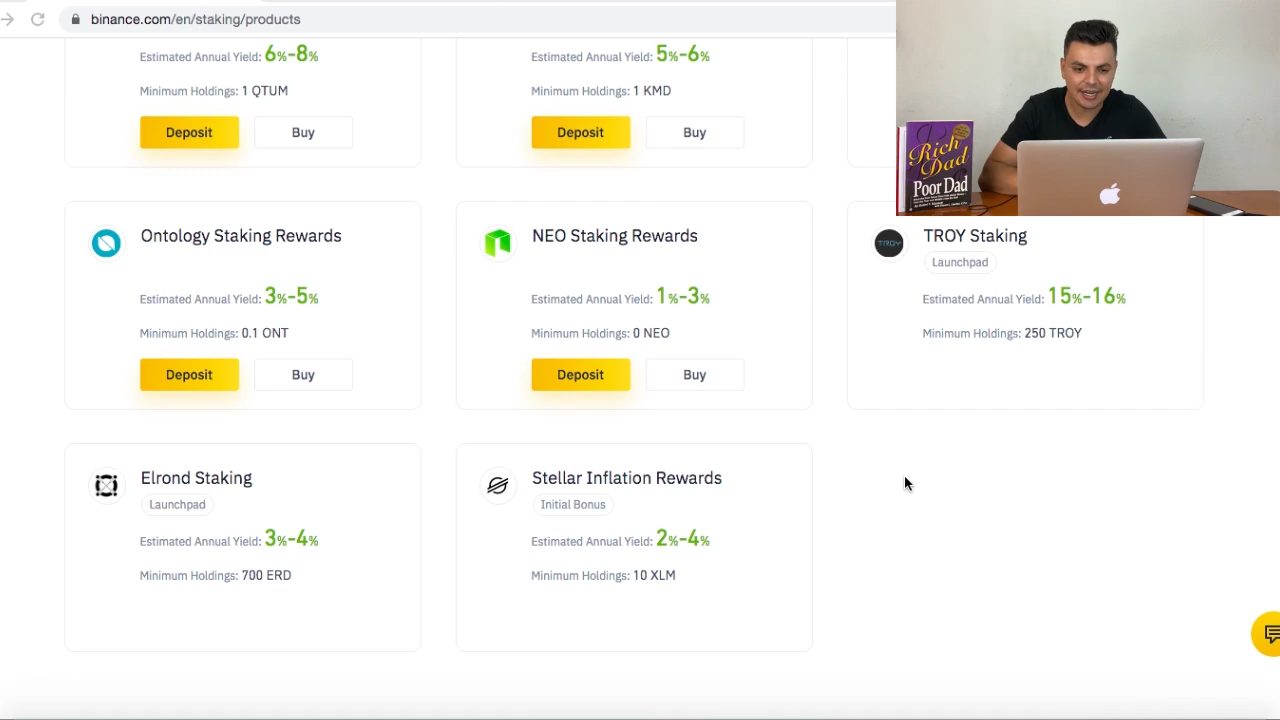 binance.com/en/staking/products
Estimated Annual Yield: 6%-8%
Minimum Holdings: 1 QTUM
Deposit
Buy
Estimated Annual Yield: 5%-6%
Minimum Holdings: 1 KMD
Deposit
Buy
Rich
Dad
Poor Dad
Ontology Staking Rewards
Estimated Annual Yield: 3%-5%
Minimum Holdings: 0.1 ONT
Deposit
Buy
NEO Staking Rewards
Estimated Annual Yield: 1%-3%
Minimum Holdings: 0 NEO
Deposit
Buy
TROY
TROY Staking
Launchpad
Estimated Annual Yield: 15%-16%
Minimum Holdings: 250 TROY
Elrond Staking
Launchpad
Estimated Annual Yield: 3%-4%
Minimum Holdings: 700 ERD
Stellar Inflation Rewards
Initial Bonus
Estimated Annual Yield: 2%-4%
Minimum Holdings: 10 XLM